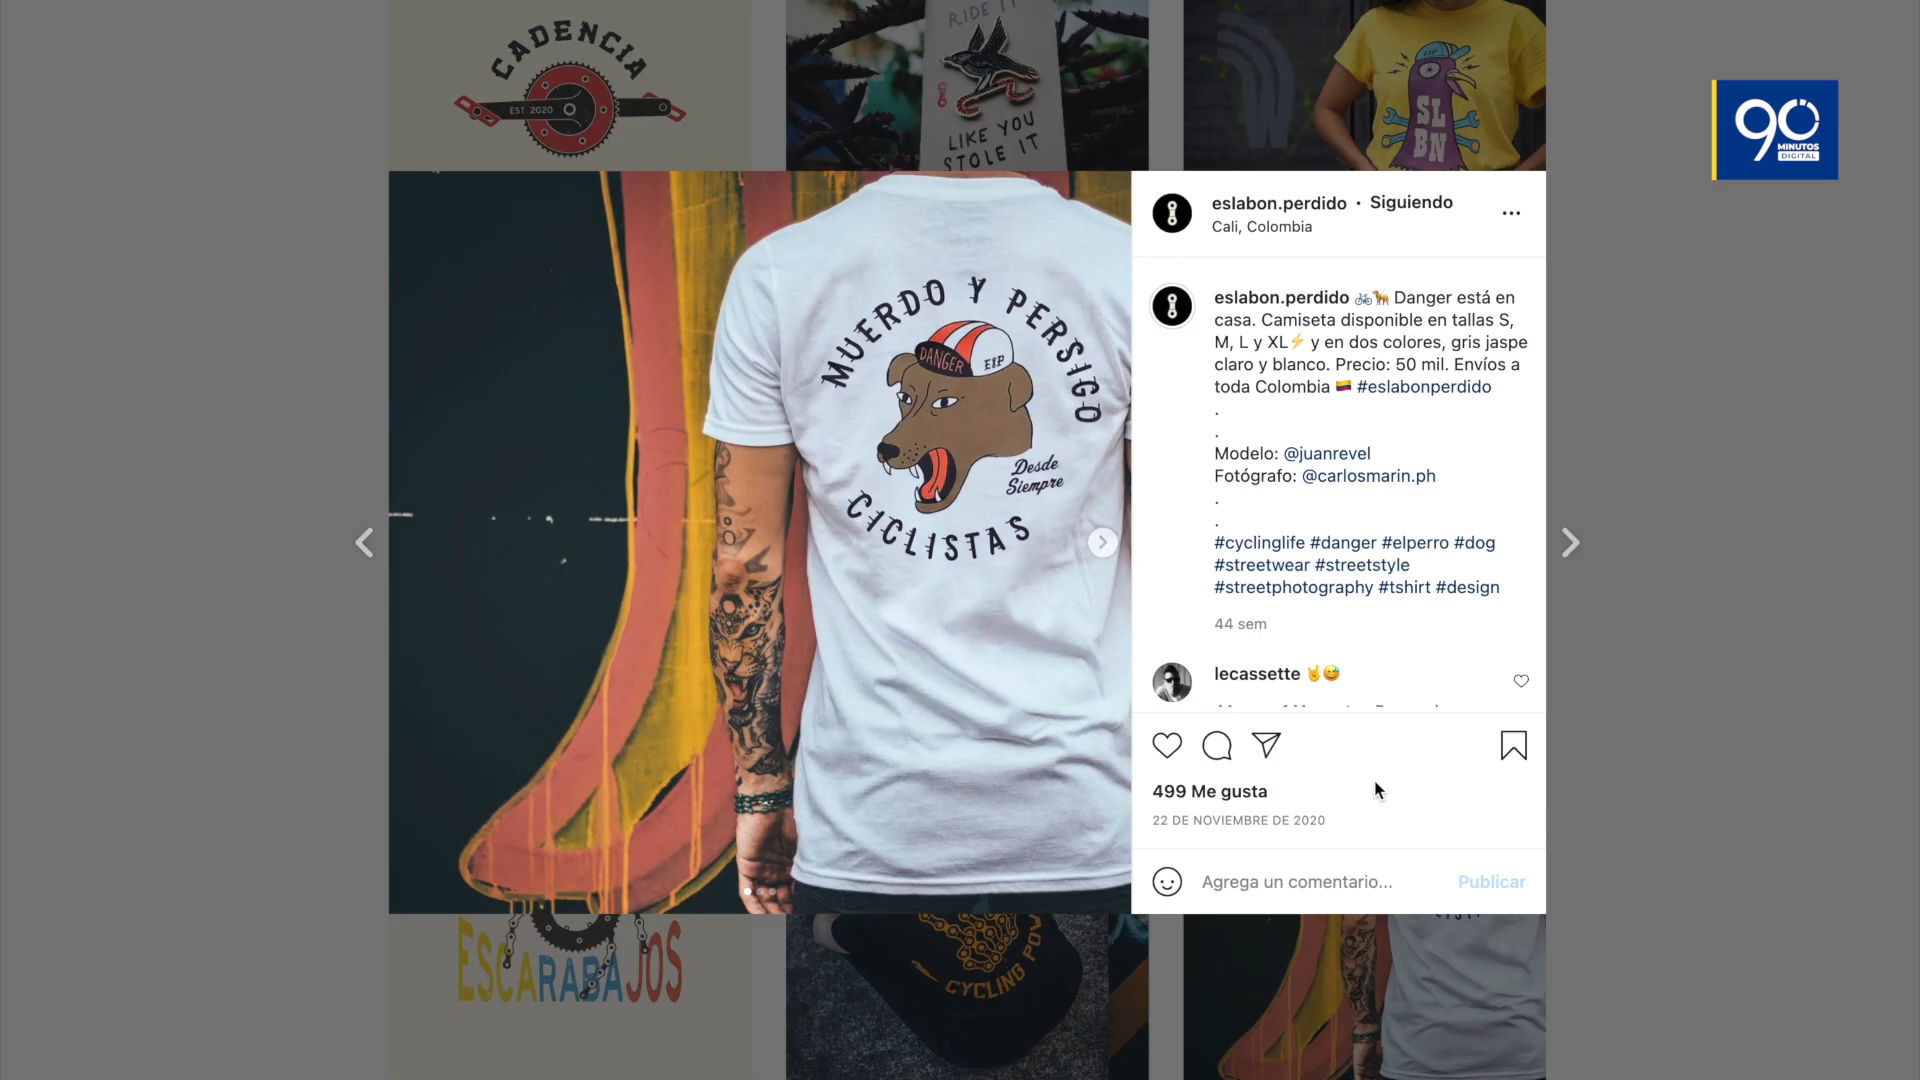 CADENCIA
EST. 2020
RIDE IT
LIKE YOU
STOLE IT
ESP
SL
BN
90
MINUTOS
DIGITAL
MUERDO Y PERSIGO
DANGER
ESP
Desde
Siempre
CICLISTAS
eslabon.perdido • Siguiendo
Cali, Colombia
eslabon.perdido 🚲🐕 Danger está en
casa. Camiseta disponible en tallas S,
M, L y XL⚡ y en dos colores, gris jaspe
claro y blanco. Precio: 50 mil. Envíos a
toda Colombia 🇨🇴 #eslabonperdido
.
.
Modelo: @juanrevel
Fotógrafo: @carlosmarin.ph
.
.
#cyclinglife #danger #elperro #dog
#streetwear #streetstyle
#streetphotography #tshirt #design
44 sem
lecassette 🤘😅
499 Me gusta
22 DE NOVIEMBRE DE 2020
Agrega un comentario...
Publicar
ESCARABAJOS
CYCLING POW